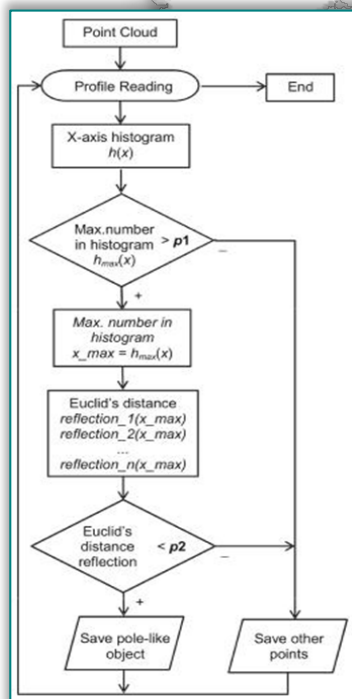 Point Cloud
Profile Reading
End
X-axis histogram
h(x)
Max.number
in histogram > p1
hmax(x)
–
+
Max. number in
histogram
x_max = hmax(x)
Euclid's distance
reflection_1(x_max)
reflection_2(x_max)
...
reflection_n(x_max)
Euclid's
distance < p2
reflection
–
+
Save pole-like
object
Save other
points